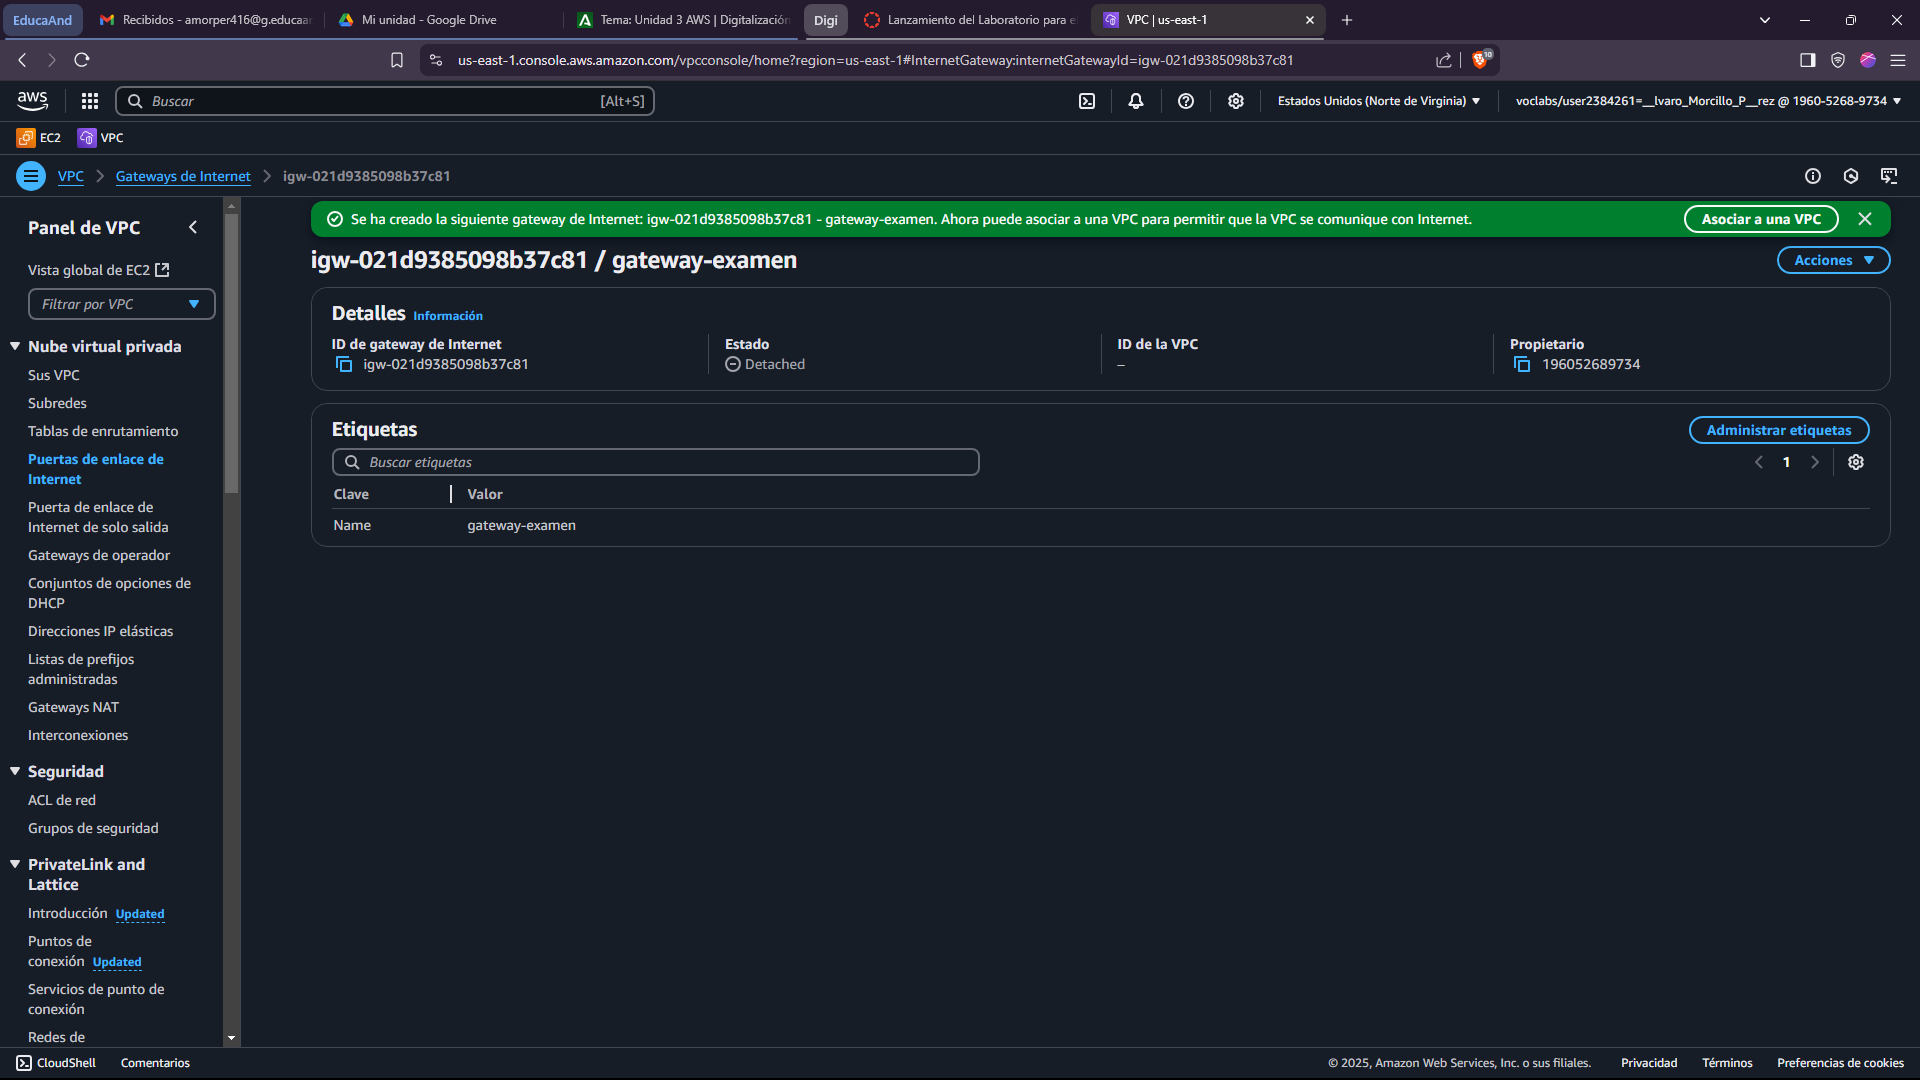 EducaAnd
Recibidos - amorper416@g.educaan
Mi unidad - Google Drive
Tema: Unidad 3 AWS | Digitalización
Digi
Lanzamiento del Laboratorio para e
VPC | us-east-1
us-east-1.console.aws.amazon.com/vpcconsole/home?region=us-east-1#InternetGateway:internetGatewayId=igw-021d9385098b37c81
10
aws
Buscar
[Alt+S]
Estados Unidos (Norte de Virginia)
voclabs/user2384261=__lvaro_Morcillo_P__rez @ 1960-5268-9734
EC2
VPC
VPC
Gateways de Internet
igw-021d9385098b37c81
Panel de VPC
Vista global de EC2
Filtrar por VPC
Nube virtual privada
Sus VPC
Subredes
Tablas de enrutamiento
Puertas de enlace de
Internet
Puerta de enlace de
Internet de solo salida
Gateways de operador
Conjuntos de opciones de
DHCP
Direcciones IP elásticas
Listas de prefijos
administradas
Gateways NAT
Interconexiones
Seguridad
ACL de red
Grupos de seguridad
PrivateLink and
Lattice
Introducción Updated
Puntos de
conexión Updated
Servicios de punto de
conexión
Redes de
Se ha creado la siguiente gateway de Internet: igw-021d9385098b37c81 - gateway-examen. Ahora puede asociar a una VPC para permitir que la VPC se comunique con Internet.
Asociar a una VPC
igw-021d9385098b37c81 / gateway-examen
Acciones
Detalles Información
ID de gateway de Internet
igw-021d9385098b37c81
Estado
Detached
ID de la VPC
–
Propietario
196052689734
Etiquetas
Administrar etiquetas
Buscar etiquetas
1
Clave
Valor
Name
gateway-examen
CloudShell
Comentarios
© 2025, Amazon Web Services, Inc. o sus filiales.
Privacidad
Términos
Preferencias de cookies